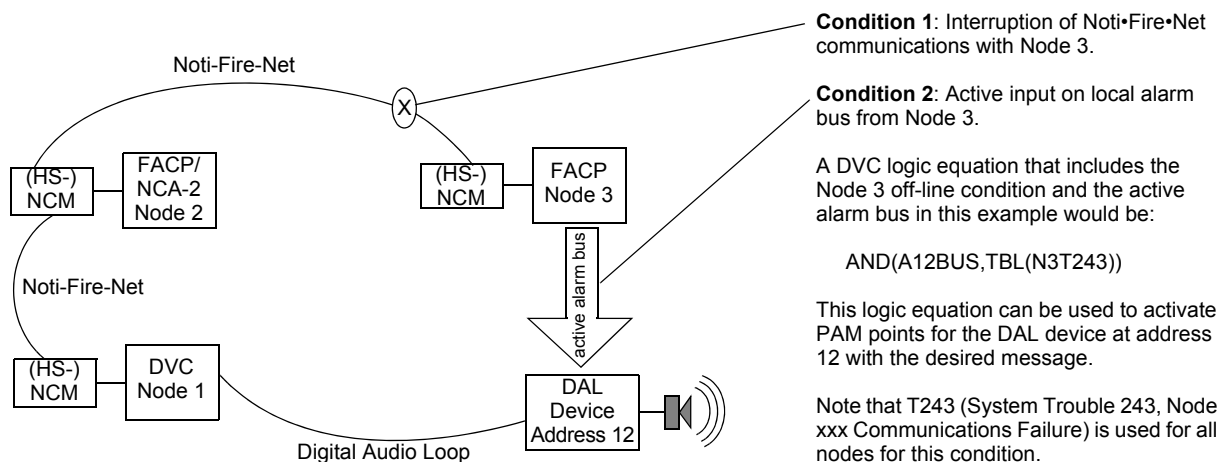 Noti-Fire-Net
X
(HS-)
NCM
FACP/
NCA-2
Node 2
(HS-)
NCM
FACP
Node 3
active alarm bus
Noti-Fire-Net
(HS-)
NCM
DVC
Node 1
Digital Audio Loop
DAL
Device
Address 12
Condition 1: Interruption of Noti•Fire•Net
communications with Node 3.
Condition 2: Active input on local alarm
bus from Node 3.
A DVC logic equation that includes the
Node 3 off-line condition and the active
alarm bus in this example would be:
AND(A12BUS,TBL(N3T243))
This logic equation can be used to activate
PAM points for the DAL device at address
12 with the desired message.
Note that T243 (System Trouble 243, Node
xxx Communications Failure) is used for all
nodes for this condition.